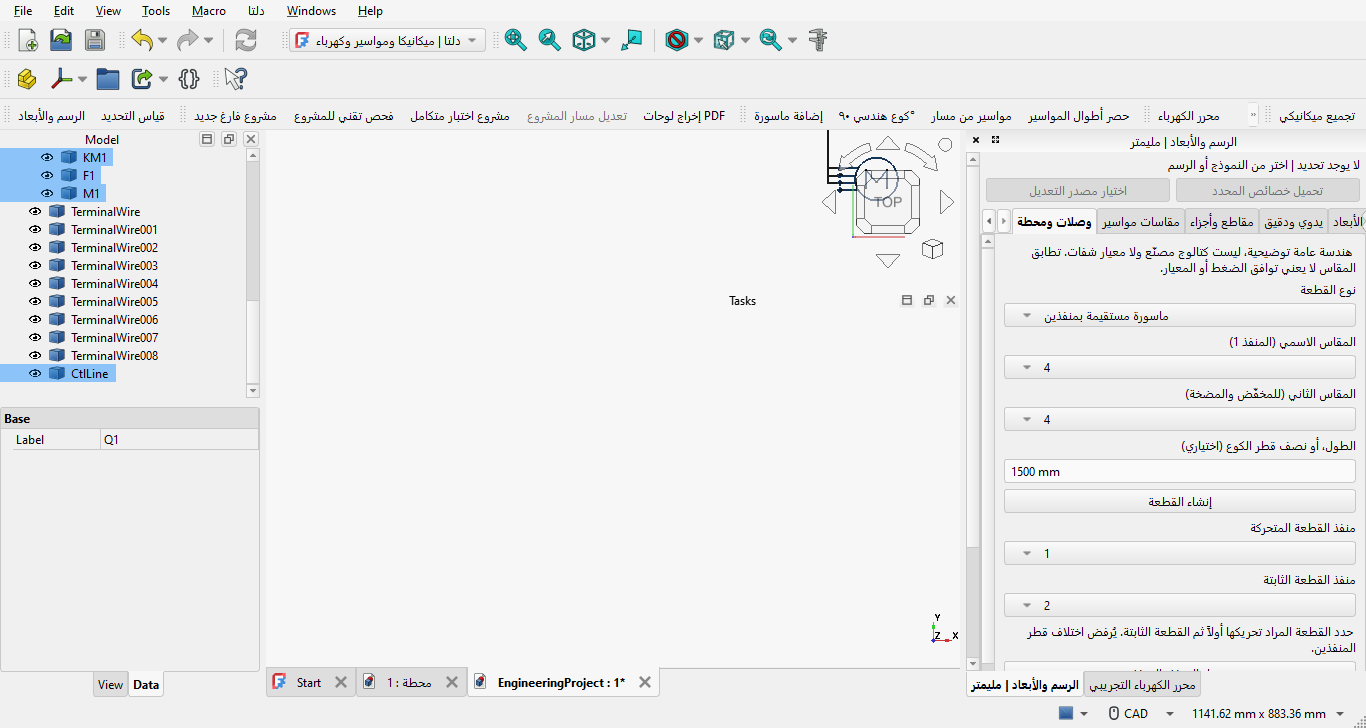 File Edit View Tools Macro دلتا Windows Help
دلتا | ميكانيكا ومواسير وكهرباء
الرسم والأبعاد قياس التحديد مشروع فارغ جديد فحص تقني للمشروع مشروع اختبار متكامل تعديل مسار المشروع PDF إخراج لوحات إضافة ماسورة كوع هندسي ٩٠° مواسير من مسار حصر أطوال المواسير محرر الكهرباء » تجميع ميكانيكي
Model
KM1
F1
M1
TerminalWire
TerminalWire001
TerminalWire002
TerminalWire003
TerminalWire004
TerminalWire005
TerminalWire006
TerminalWire007
TerminalWire008
CtlLine
Base
Label Q1
View Data
M
TOP
Tasks
Y
Z X
Start محطة : 1 EngineeringProject : 1*
الرسم والأبعاد | مليمتر
لا يوجد تحديد | اختر من النموذج أو الرسم
تحميل خصائص المحدد اختيار مصدر التعديل
الأبعاد يدوي ودقيق مقاطع وأجزاء مقاسات مواسير وصلات ومحطة
هندسة عامة توضيحية، ليست كتالوج مصنّع ولا معيار شفات. تطابق
المقاس لا يعني توافق الضغط أو المعيار.
نوع القطعة
ماسورة مستقيمة بمنفذين
المقاس الاسمي (المنفذ 1)
4
المقاس الثاني (للمخفّض والمضخة)
4
الطول، أو نصف قطر الكوع (اختياري)
1500 mm
إنشاء القطعة
منفذ القطعة المتحركة
1
منفذ القطعة الثابتة
2
حدد القطعة المراد تحريكها أولاً ثم القطعة الثابتة. يُرفض اختلاف قطر
المنفذين.
الرسم والأبعاد | مليمتر محرر الكهرباء التجريبي
CAD 1141.62 mm x 883.36 mm